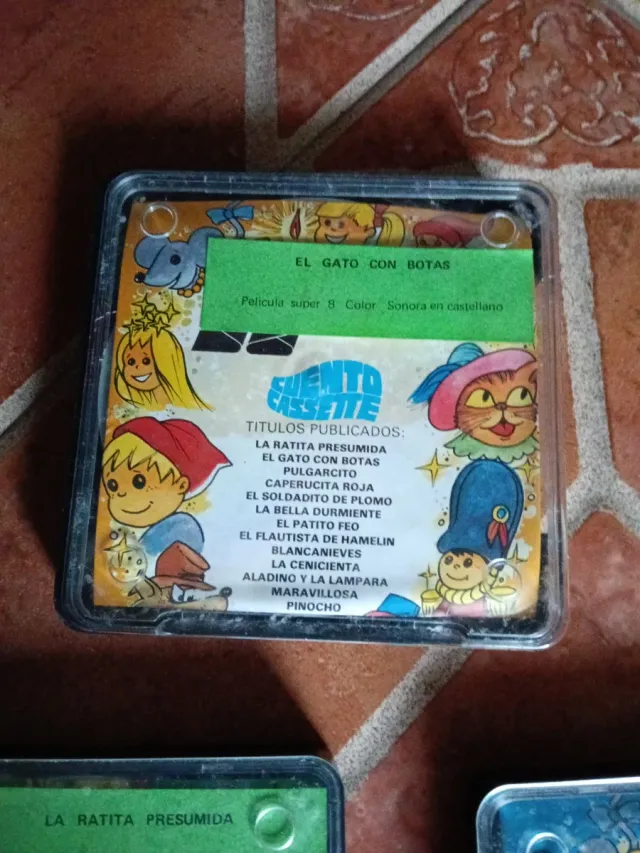 EL GATO CON BOTAS
Pelicula super 8 Color Sonora en castellano
CUENTO
CASSETTE
TITULOS PUBLICADOS:
LA RATITA PRESUMIDA
EL GATO CON BOTAS
PULGARCITO
CAPERUCITA ROJA
EL SOLDADITO DE PLOMO
LA BELLA DURMIENTE
EL PATITO FEO
EL FLAUTISTA DE HAMELIN
BLANCANIEVES
LA CENICIENTA
ALADINO Y LA LAMPARA
MARAVILLOSA
PINOCHO
LA RATITA PRESUMIDA